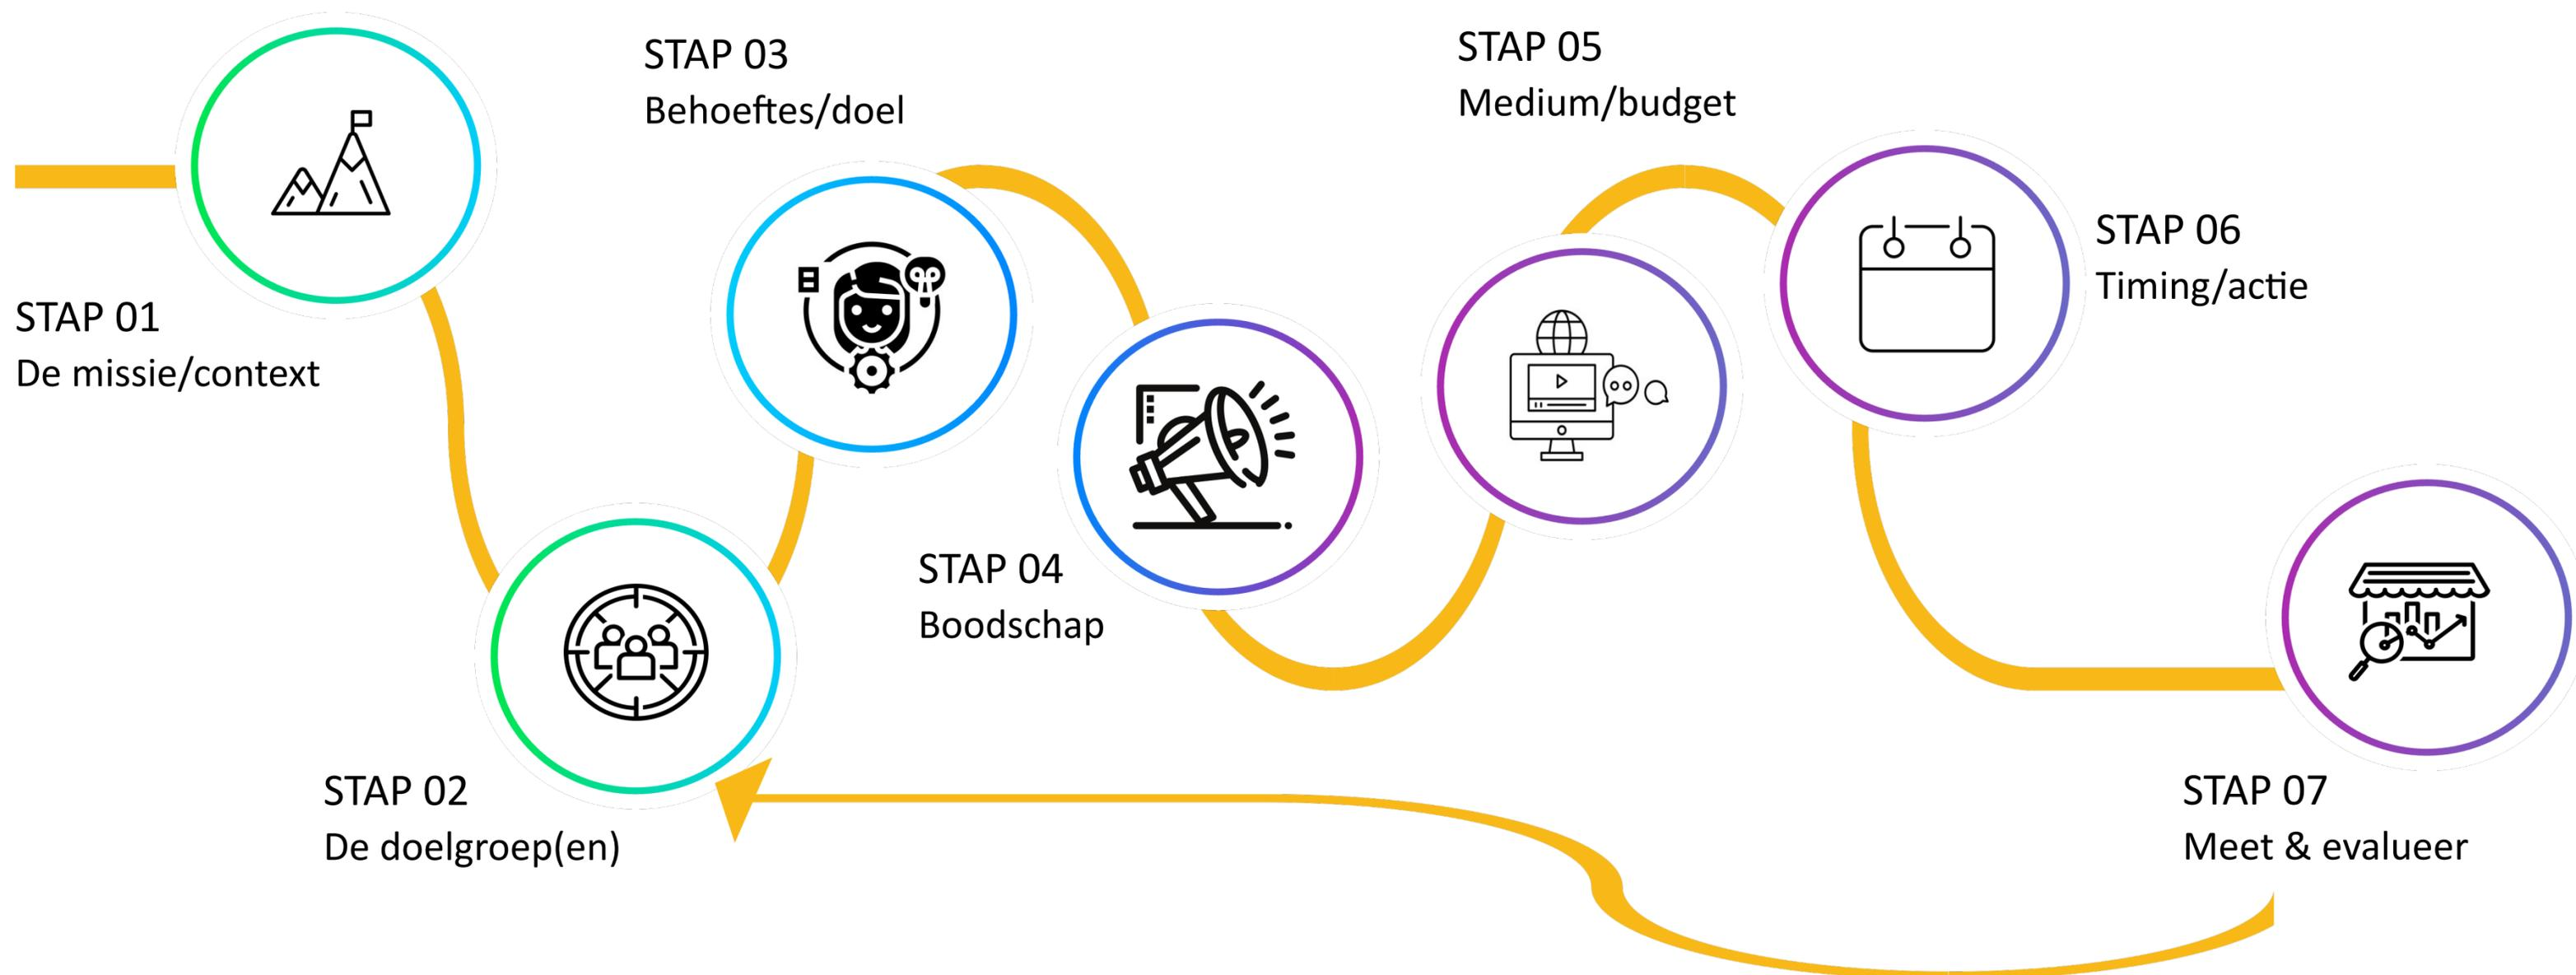 STAP 01
De missie/context
STAP 02
De doelgroep(en)
STAP 03
Behoeftes/doel
STAP 04
Boodschap
STAP 05
Medium/budget
STAP 06
Timing/actie
STAP 07
Meet & evalueer